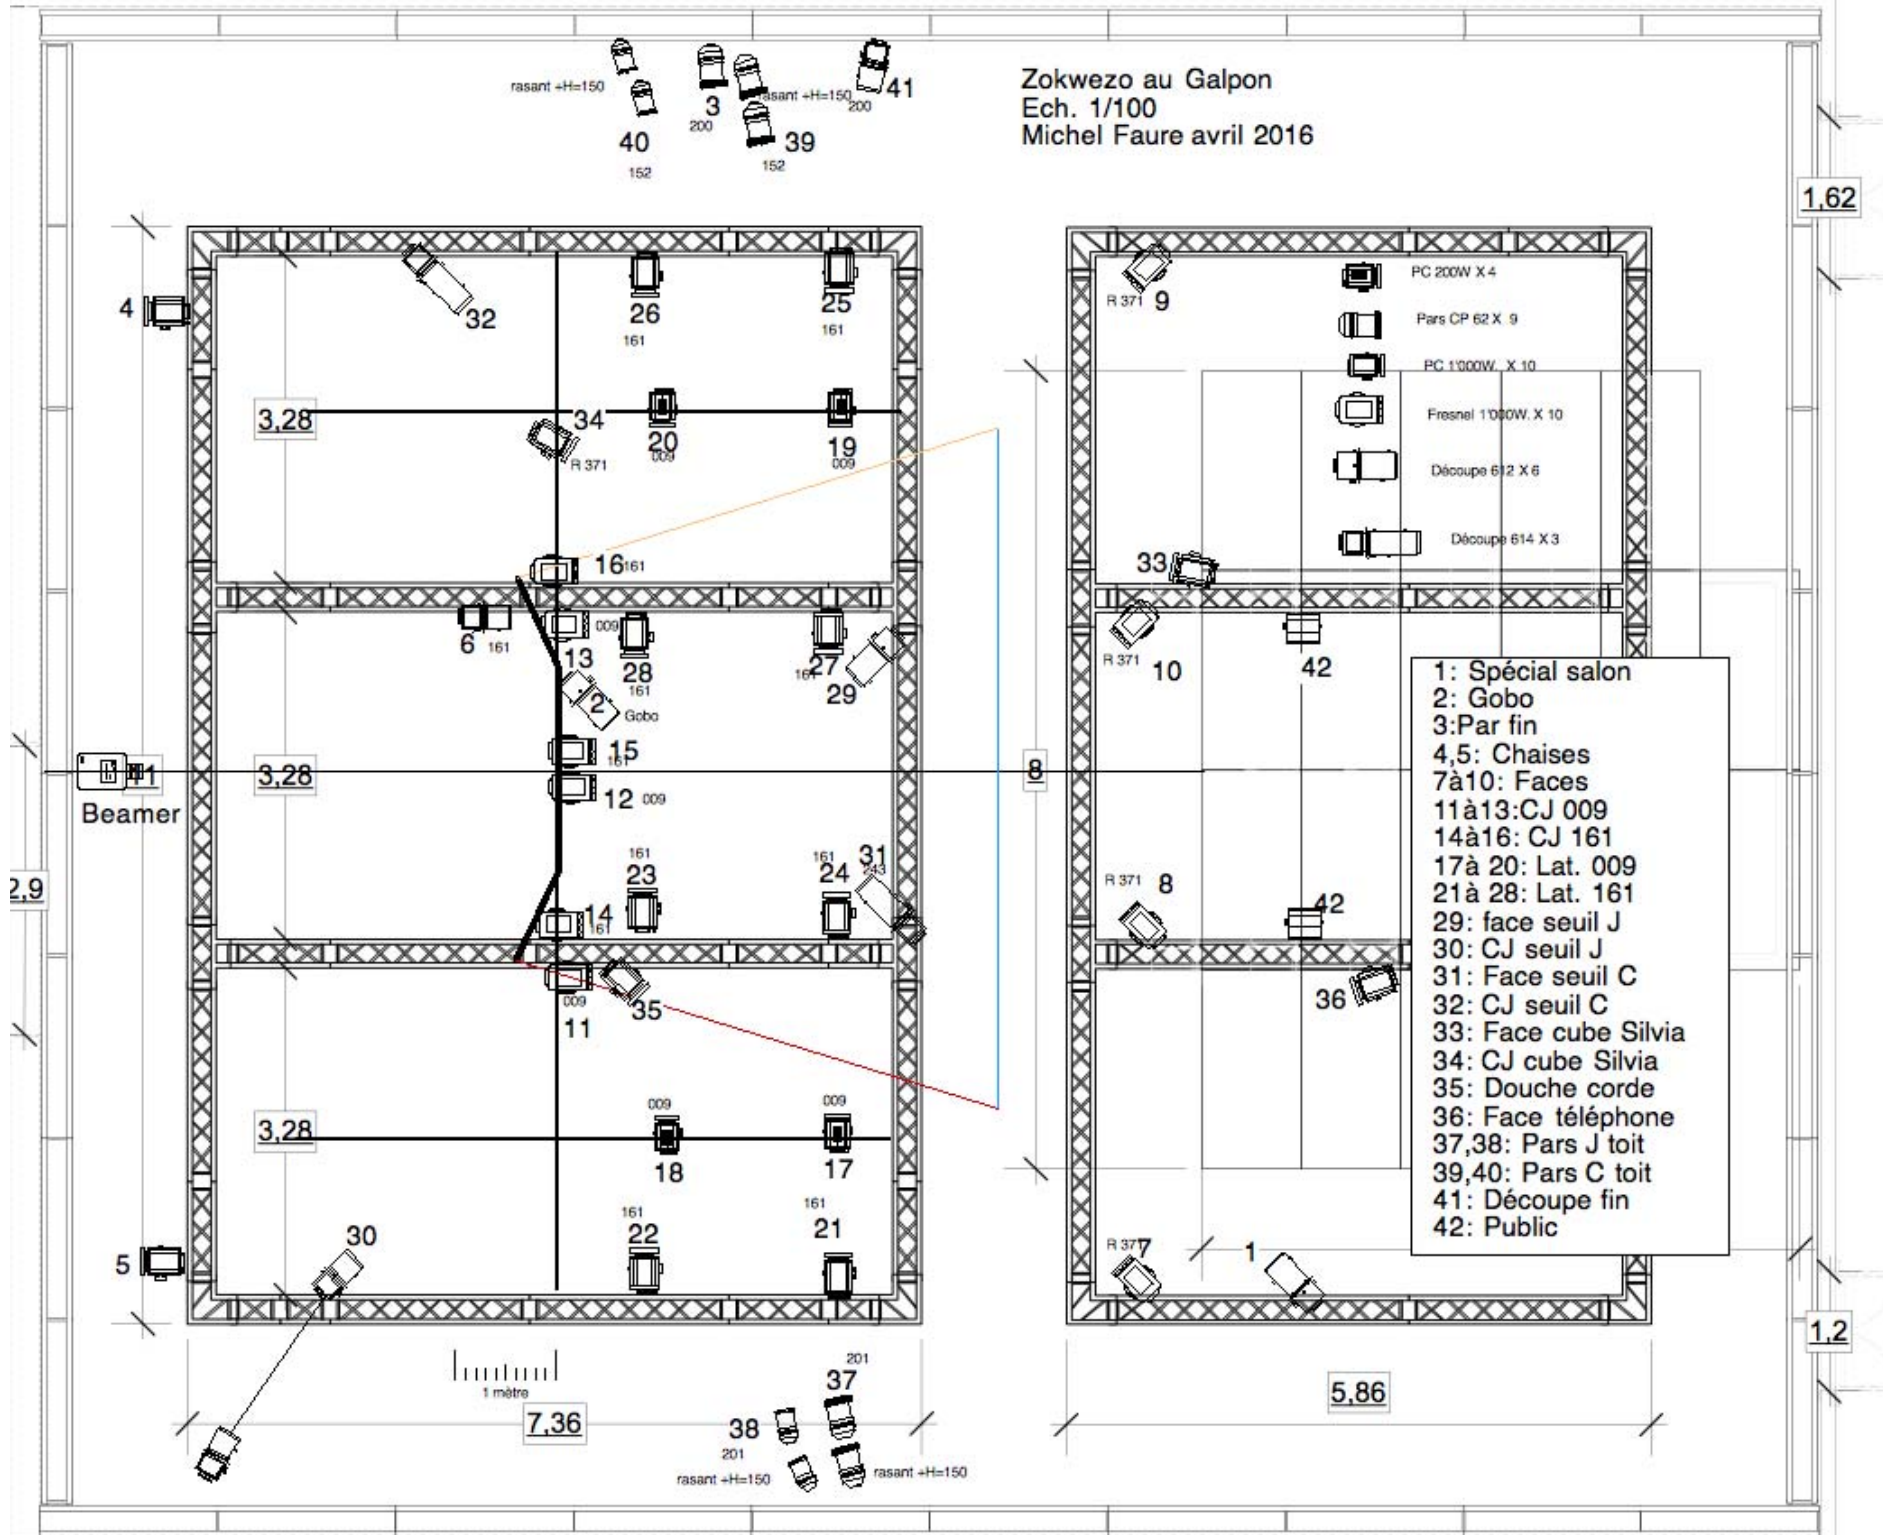 Zokwezo au Galpon
Ech. 1/100
Michel Faure avril 2016
rasant +H=150
40
152
3
200
rasant +H=150
200
39
152
41
1,62
4
32
26
161
25
161
9
R 371
PC 200W X 4
Pars CP 62 X 9
PC 1'000W. X 10
Fresnel 1'000W. X 10
Découpe 612 X 6
Découpe 614 X 3
3,28
34
R 371
20
009
19
009
16
161
33
6
161
13
009
28
161
27
161
29
2
Gobo
10
R 371
42
15
161
12
009
Beamer
3,28
8
2,9
161
23
161
24
31
243
14
161
R 371
8
42
009
11
35
36
3,28
009
18
009
17
161
22
161
21
5
30
R 371
7
1
1: Spécial salon
2: Gobo
3:Par fin
4,5: Chaises
7à10: Faces
11à13:CJ 009
14à16: CJ 161
17à 20: Lat. 009
21à 28: Lat. 161
29: face seuil J
30: CJ seuil J
31: Face seuil C
32: CJ seuil C
33: Face cube Silvia
34: CJ cube Silvia
35: Douche corde
36: Face téléphone
37,38: Pars J toit
39,40: Pars C toit
41: Découpe fin
42: Public
1,2
1 mètre
7,36
5,86
201
37
38
201
rasant +H=150
rasant +H=150